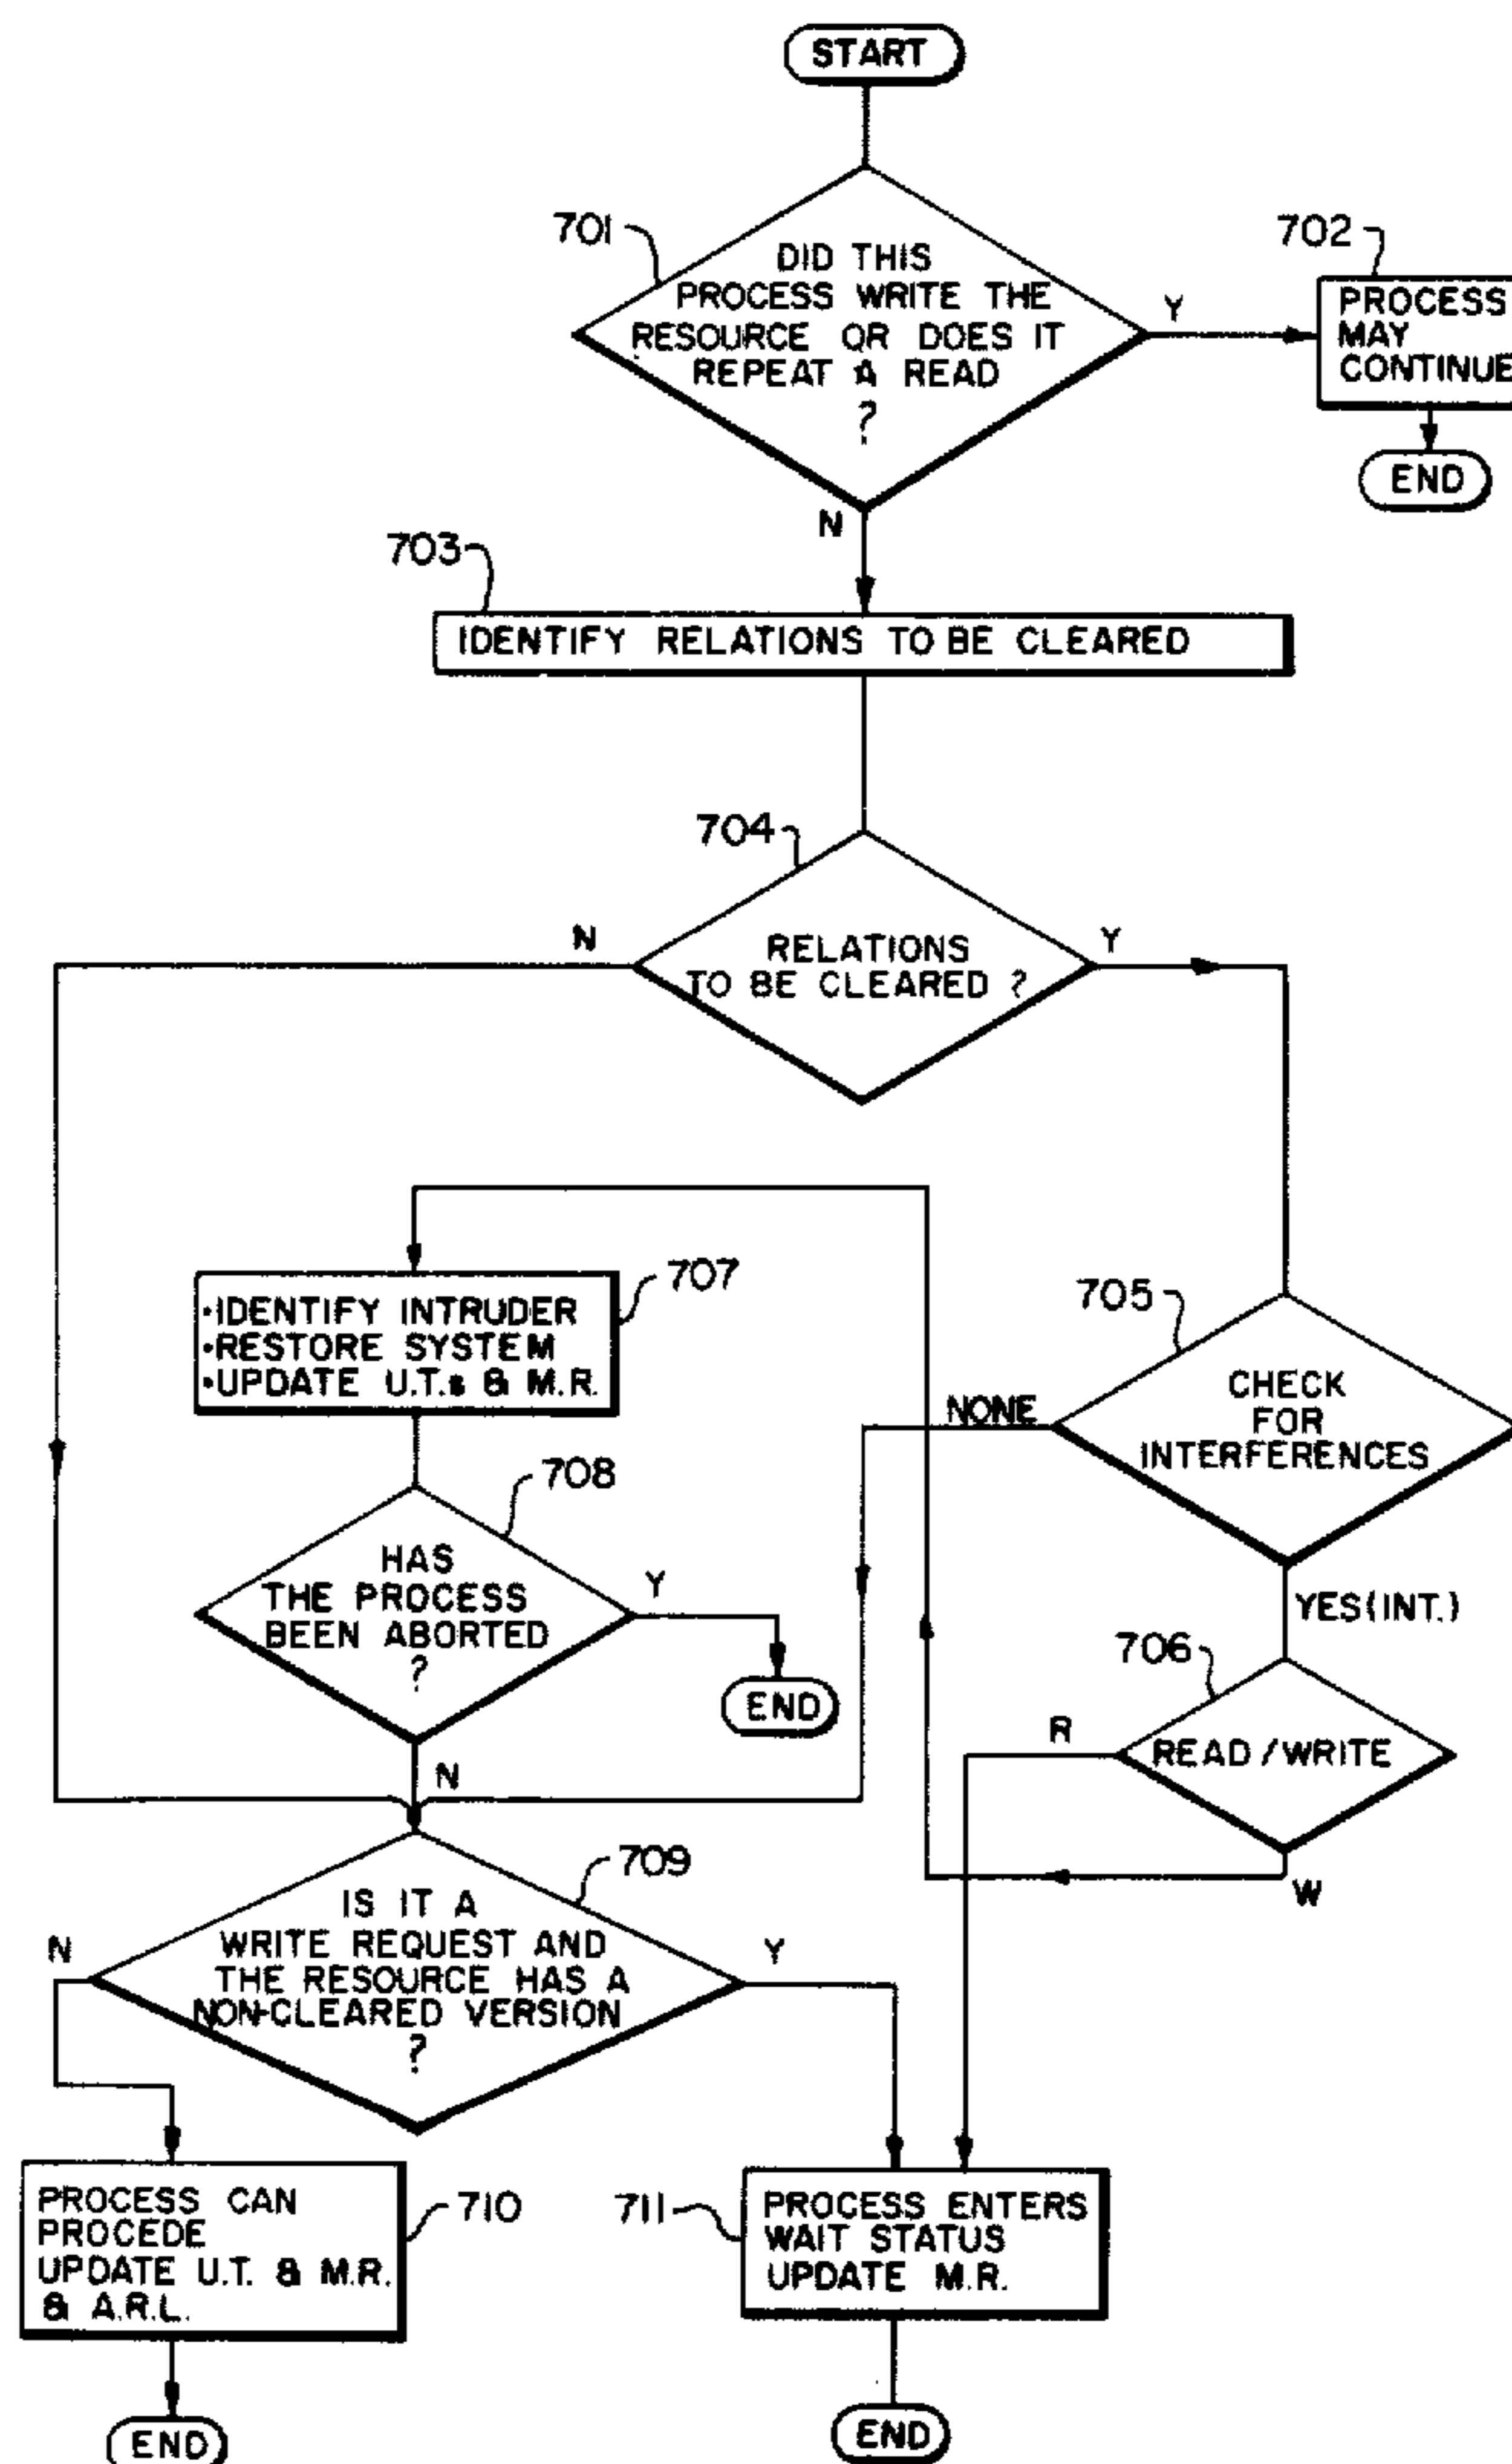 START
701
DID THIS
PROCESS WRITE THE
RESOURCE OR DOES IT
REPEAT A READ
?
Y
702
PROCESS
MAY
CONTINUE
END
N
703
IDENTIFY RELATIONS TO BE CLEARED
704
N
RELATIONS
TO BE CLEARED ?
Y
707
•IDENTIFY INTRUDER
•RESTORE SYSTEM
•UPDATE U.T.s & M.R.
705
CHECK
FOR
INTERFERENCES
NONE
YES(INT.)
708
HAS
THE PROCESS
BEEN ABORTED
?
Y
END
N
706
R
READ/WRITE
W
709
IS IT A
WRITE REQUEST AND
THE RESOURCE HAS A
NON-CLEARED VERSION
?
N
Y
PROCESS CAN
PROCEDE
UPDATE U.T. & M.R.
& A.R.L.
710
END
711
PROCESS ENTERS
WAIT STATUS
UPDATE M.R.
END